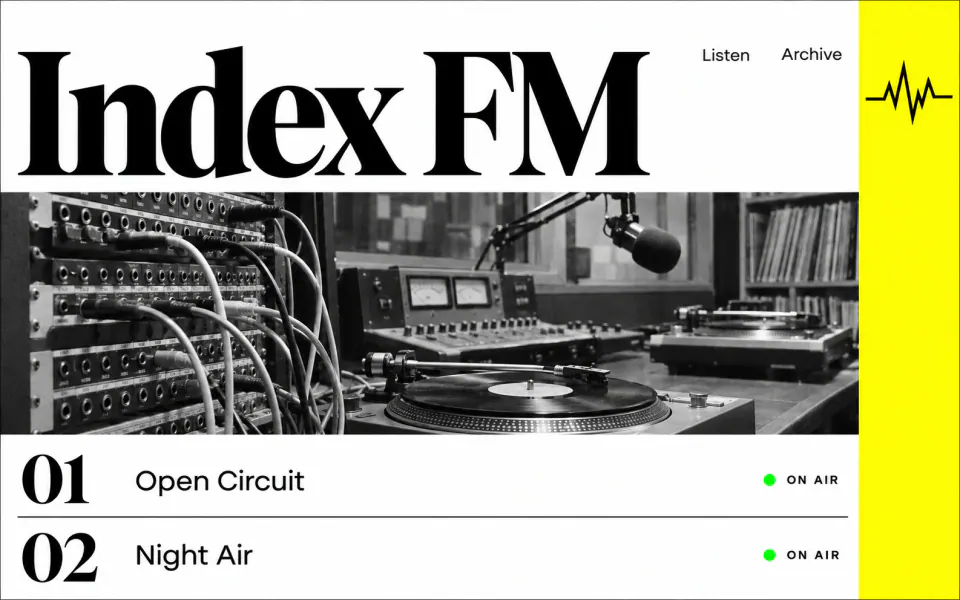 Index FM
Listen
Archive
01 Open Circuit ON AIR
02 Night Air ON AIR